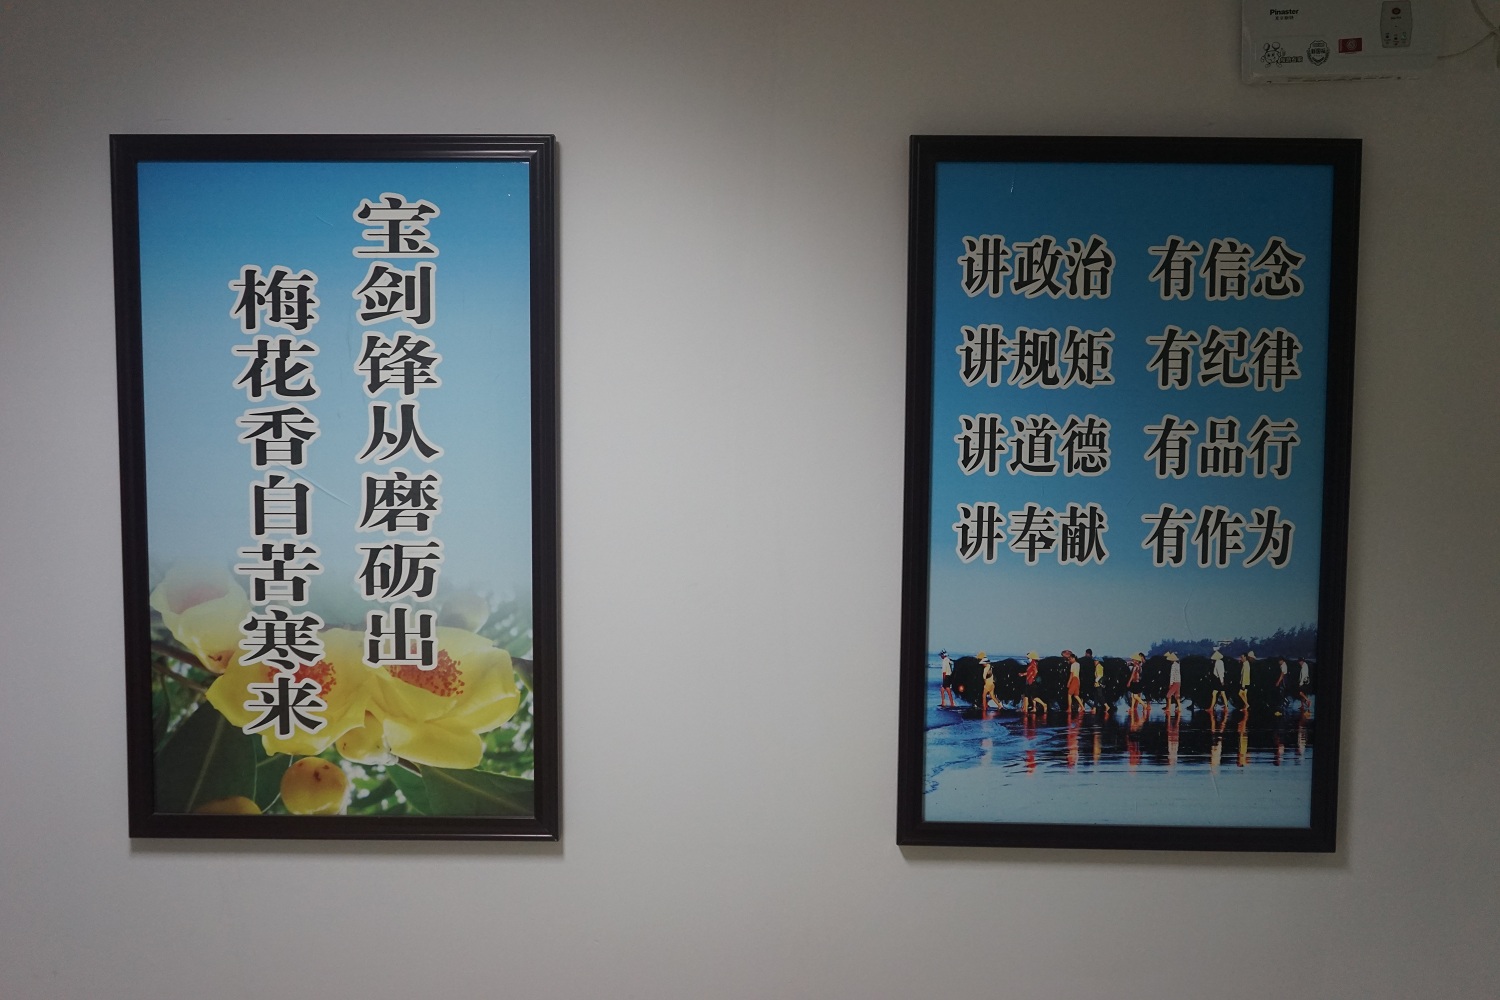 宝剑锋从磨砺出
梅花香自苦寒来
讲政治 有信念
讲规矩 有纪律
讲道德 有品行
讲奉献 有作为
Pinaster